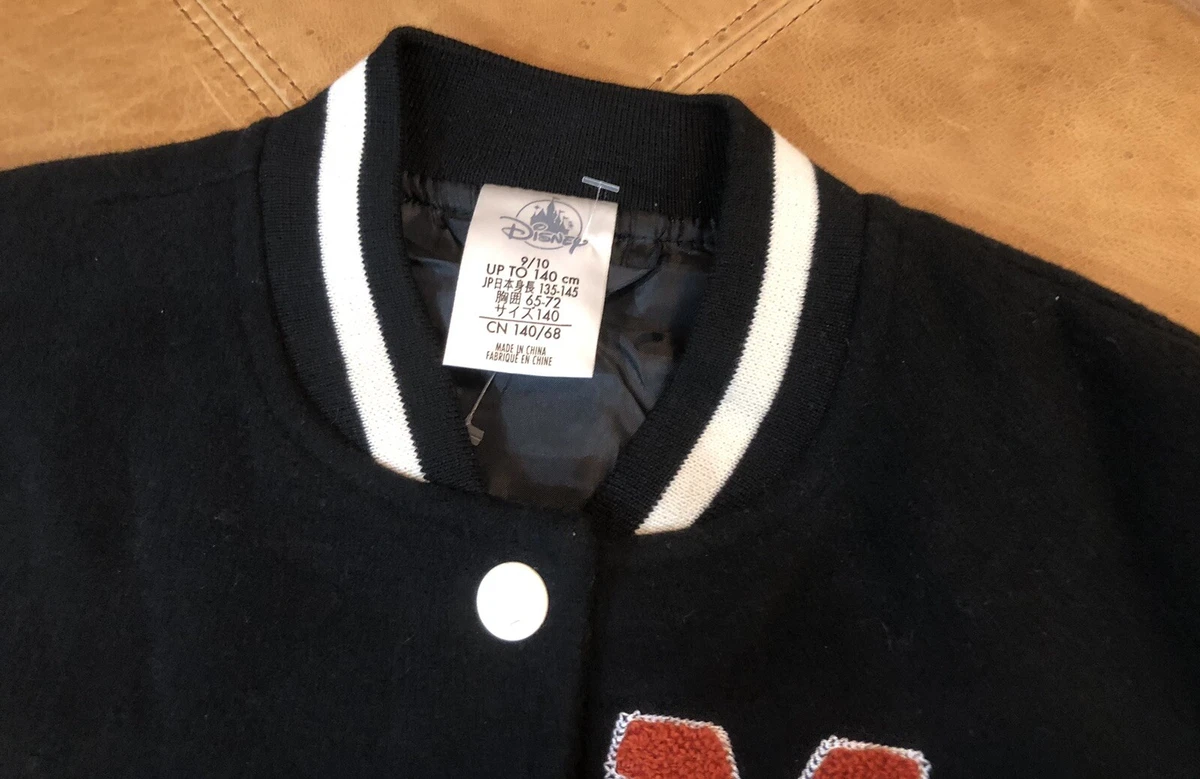 Disney
9/10
UP TO 140 cm
JP日本身長 135-145
胸囲 65-72
サイズ140
CN 140/68
MADE IN CHINA
FABRIQUE EN CHINE